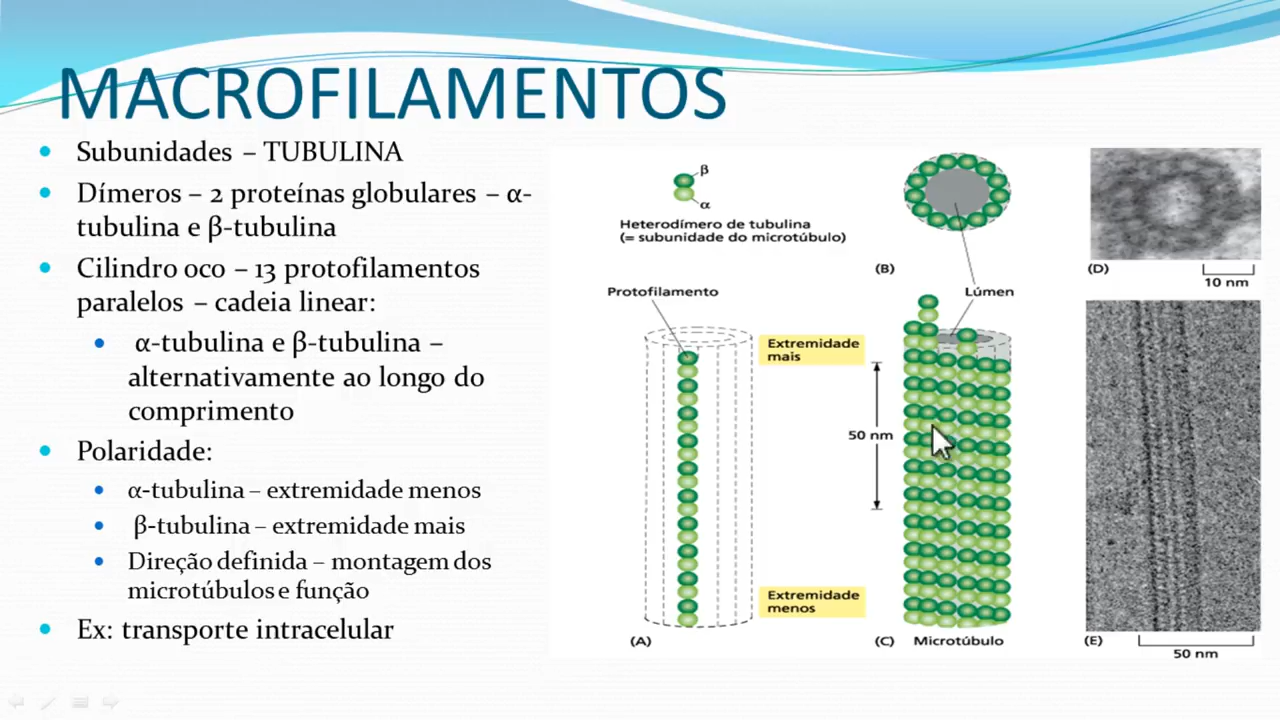 MACROFILAMENTOS
• Subunidades – TUBULINA
• Dímeros – 2 proteínas globulares – α-
tubulina e β-tubulina
• Cilindro oco – 13 protofilamentos
paralelos – cadeia linear:
• α-tubulina e β-tubulina –
alternativamente ao longo do
comprimento
• Polaridade:
• α-tubulina – extremidade menos
• β-tubulina – extremidade mais
• Direção definida – montagem dos
microtúbulos e função
• Ex: transporte intracelular
β
α
Heterodímero de tubulina
(= subunidade do microtúbulo)
Protofilamento
Extremidade
mais
Extremidade
menos
(A)
(B)
Lúmen
50 nm
(C) Microtúbulo
(D)
10 nm
(E)
50 nm